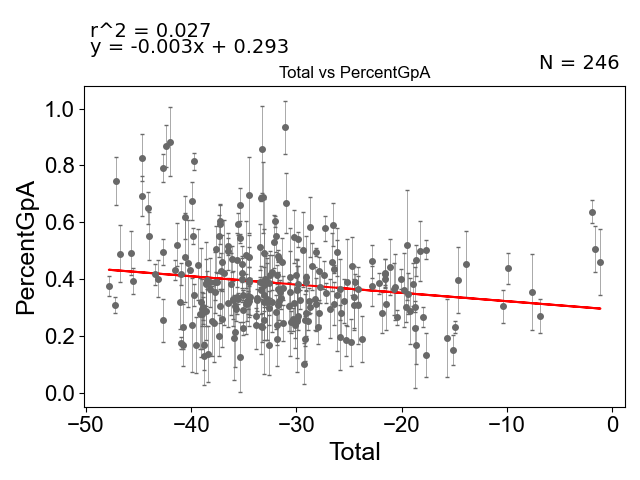 r^2 = 0.027
y = -0.003x + 0.293
N = 246
Total vs PercentGpA
PercentGpA
1.0
0.8
0.6
0.4
0.2
0.0
−50
−40
−30
−20
−10
0
Total